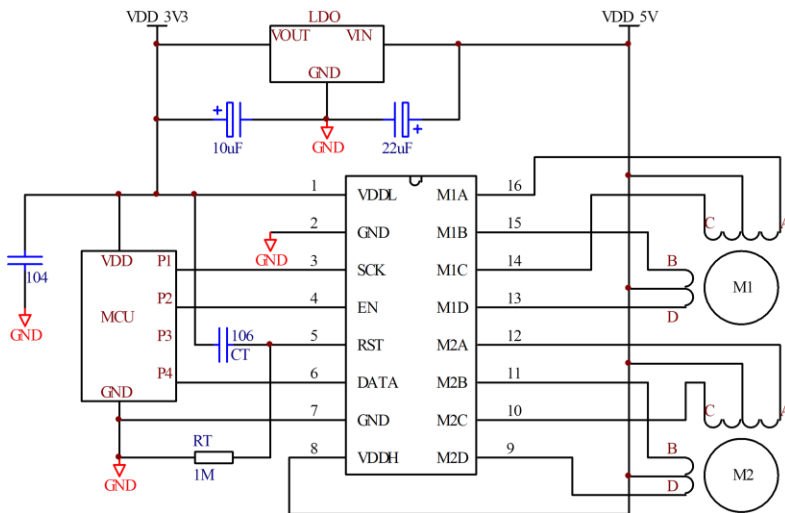 VDD_3V3 LDO VDD_5V
VOUT VIN
GND
10uF GND 22uF
1 VDDL M1A 16
2 GND M1B 15
GND
3 SCK M1C 14
4 EN M1D 13
5 RST M2A 12
6 DATA M2B 11
7 GND M2C 10
8 VDDH M2D 9
104
GND
VDD P1
P2
MCU
P3
P4
GND
GND
106
CT
RT
1M
C A
B
M1
D
C A
B
M2
D